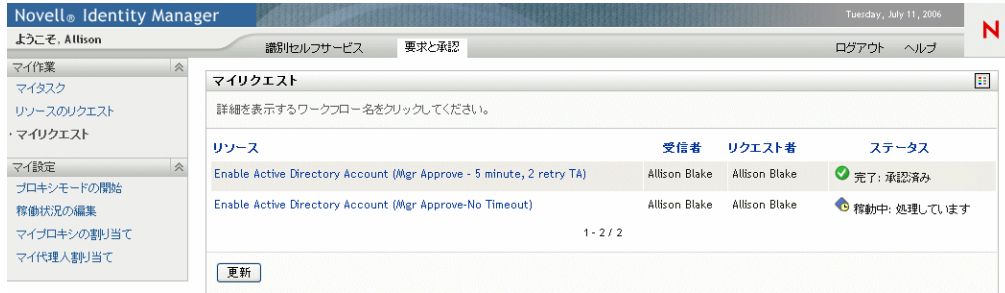 Novell® Identity Manager
Tuesday, July 11, 2006
N
ようこそ, Allison
識別セルフサービス
要求と承認
ログアウト ヘルプ
マイ作業
マイタスク
リソースのリクエスト
マイリクエスト
マイ設定
プロキシモードの開始
稼働状況の編集
マイプロキシの割り当て
マイ代理人割り当て
マイリクエスト
詳細を表示するワークフロー名をクリックしてください。
リソース 受信者 リクエスト者 ステータス
Enable Active Directory Account (Mgr Approve - 5 minute, 2 retry TA) Allison Blake Allison Blake 完了: 承認済み
Enable Active Directory Account (Mgr Approve-No Timeout) Allison Blake Allison Blake 稼動中: 処理しています
1 - 2 / 2
更新